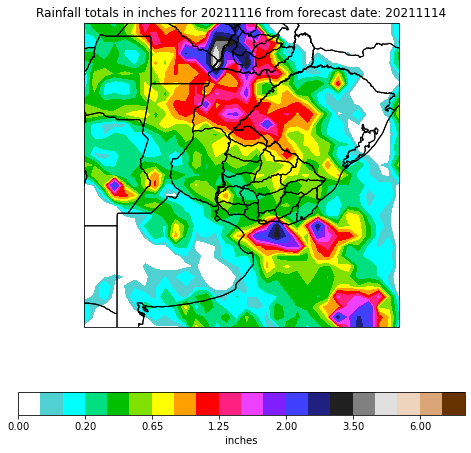 Rainfall totals in inches for 20211116 from forecast date: 20211114
0.00 0.20 0.65 1.25 2.00 3.50 6.00
inches